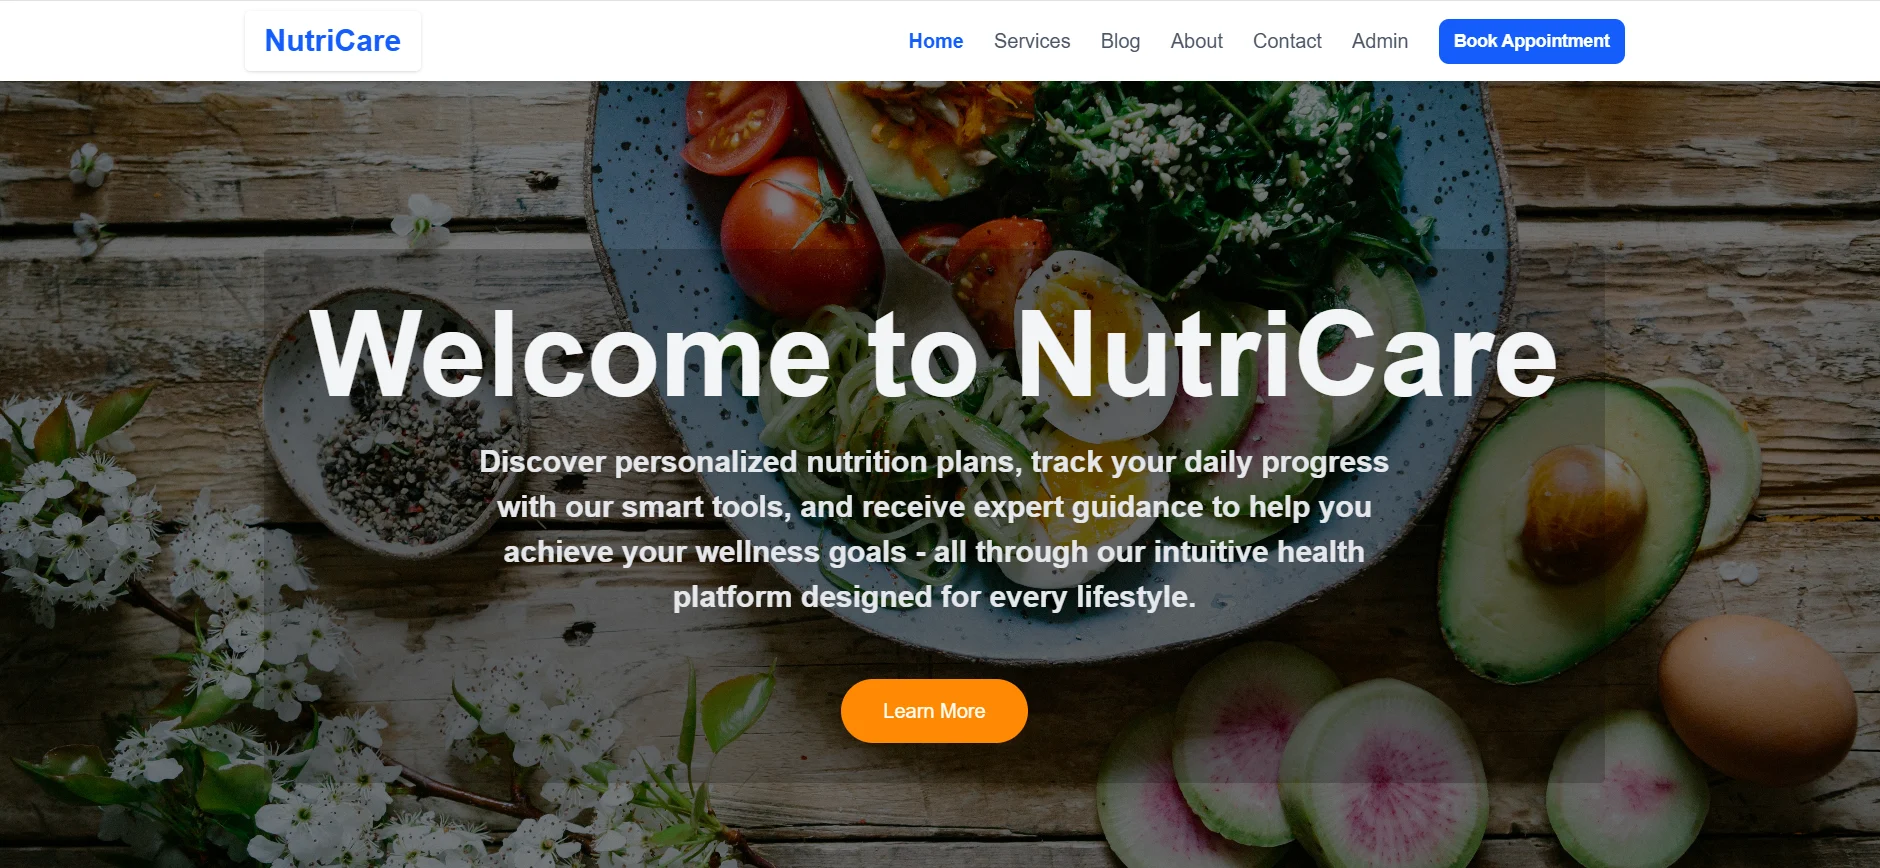 NutriCare
Home Services Blog About Contact Admin Book Appointment
Welcome to NutriCare
Discover personalized nutrition plans, track your daily progress
with our smart tools, and receive expert guidance to help you
achieve your wellness goals - all through our intuitive health
platform designed for every lifestyle.
Learn More